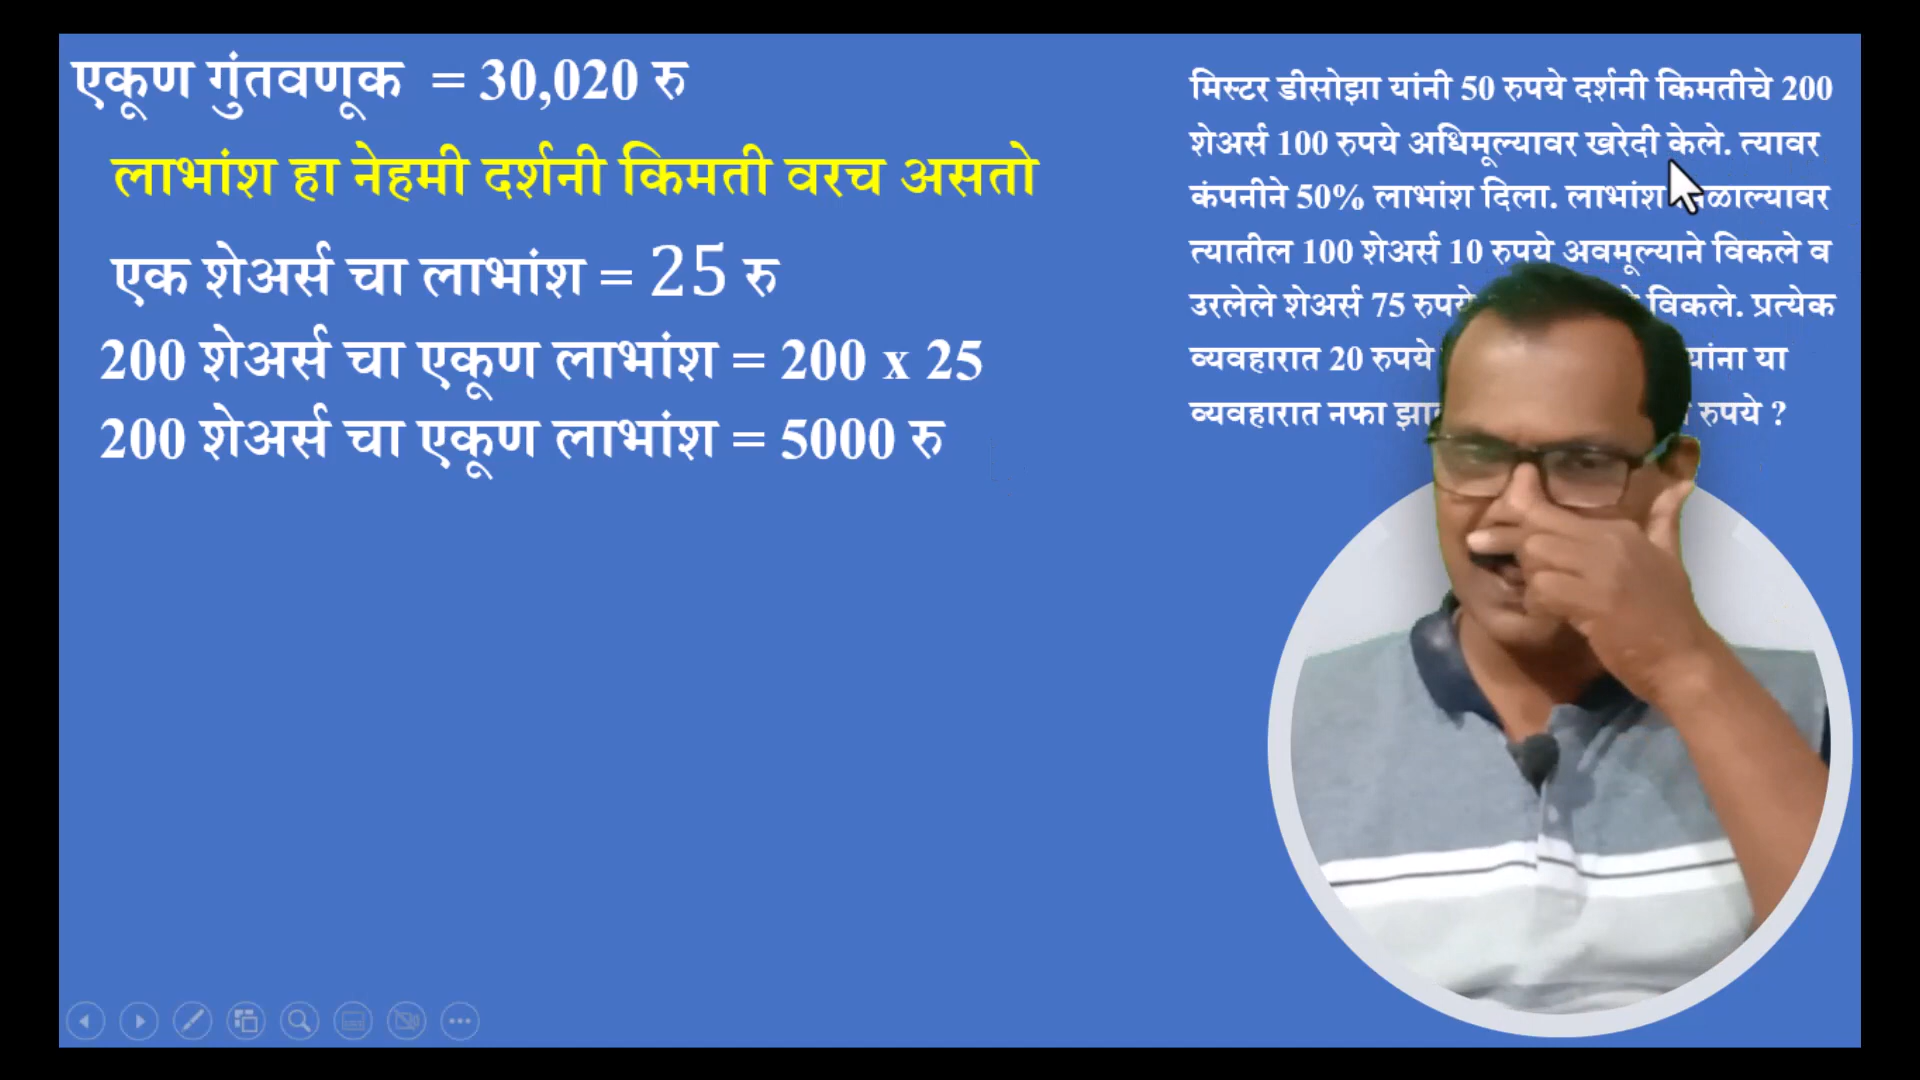 एकूण गुंतवणूक = 30,020 रु
लाभांश हा नेहमी दर्शनी किमती वरच असतो
एक शेअर्स चा लाभांश = 25 रु
200 शेअर्स चा एकूण लाभांश = 200 x 25
200 शेअर्स चा एकूण लाभांश = 5000 रु
मिस्टर डीसोझा यांनी 50 रुपये दर्शनी किमतीचे 200
शेअर्स 100 रुपये अधिमूल्यावर खरेदी केले. त्यावर
कंपनीने 50% लाभांश दिला. लाभांश
त्यातील 100 शेअर्स 10 रुपये अवमूल्याने विकले व
उरलेले शेअर्स 75 रुपये विकले. प्रत्येक
व्यवहारात 20 रुपये यांना या
व्यवहारात नफा रुपये ?